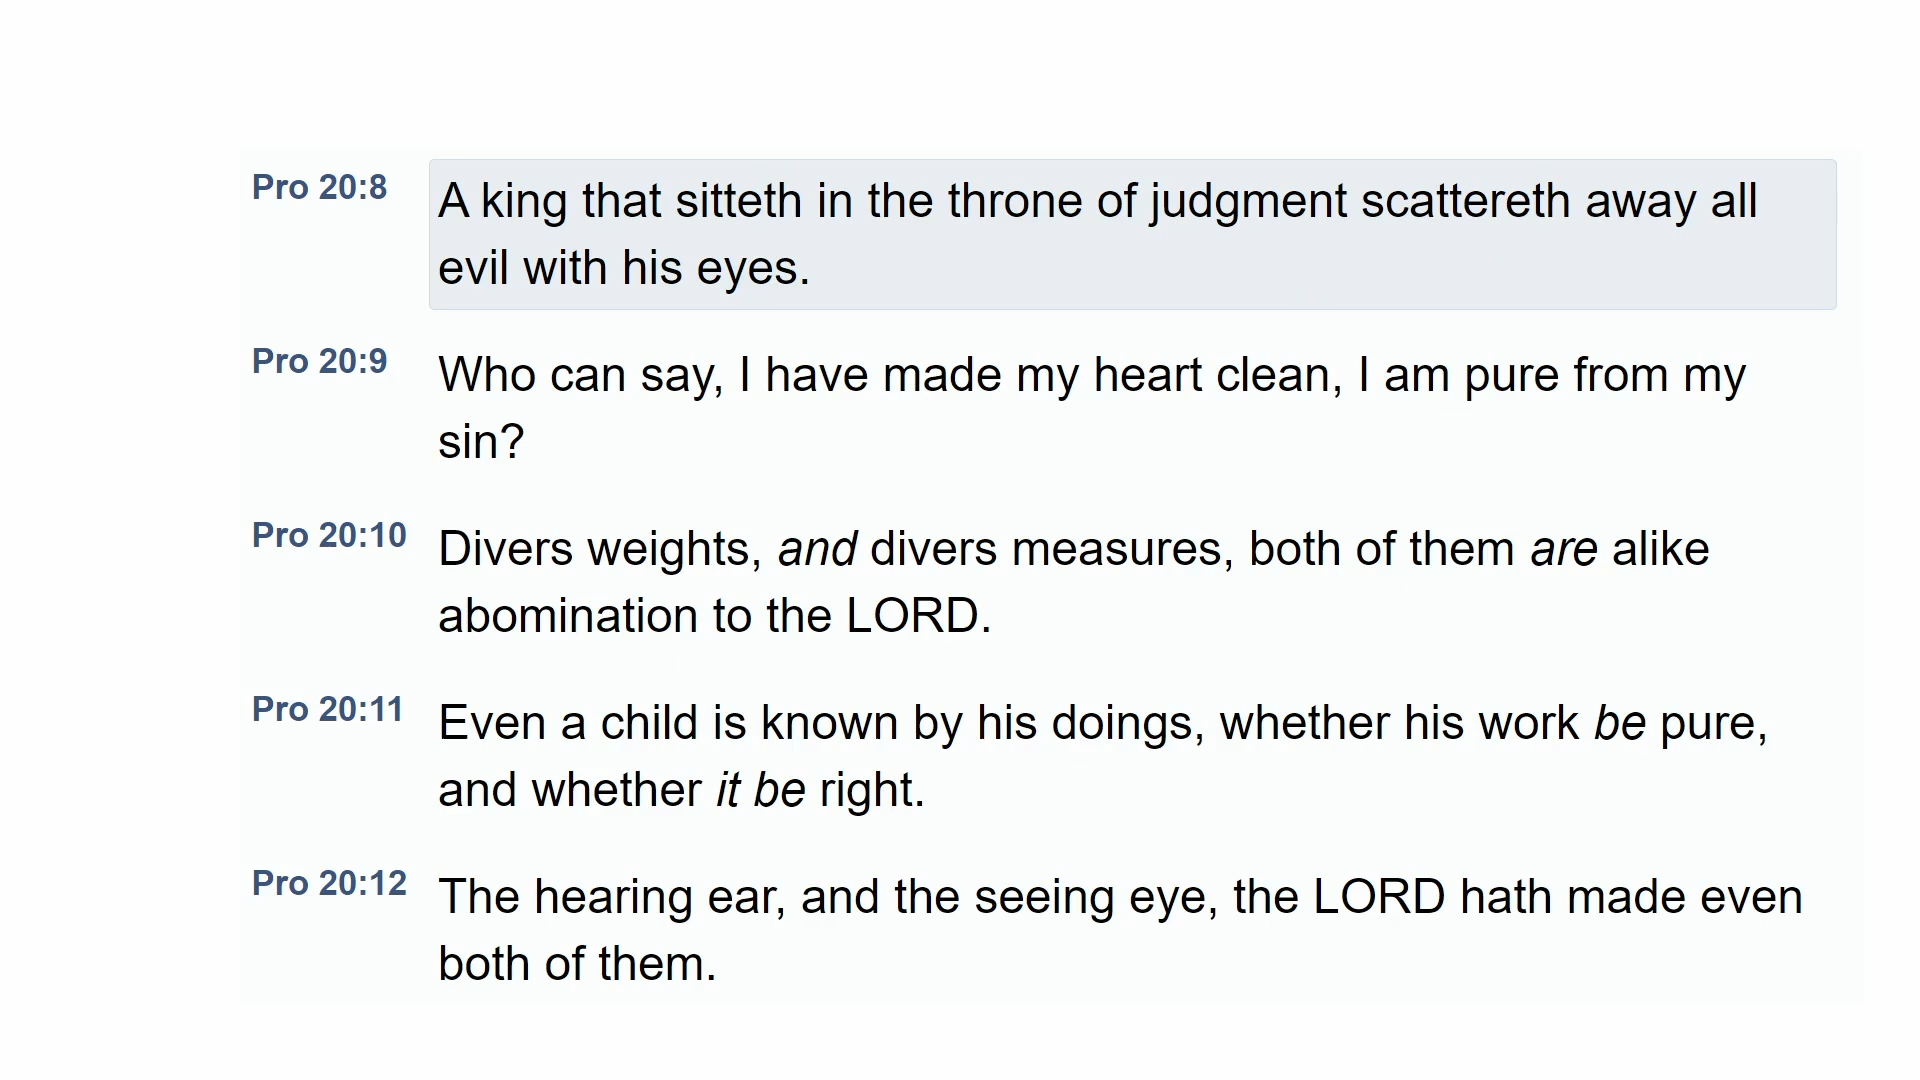 Pro 20:8 A king that sitteth in the throne of judgment scattereth away all
evil with his eyes.
Pro 20:9 Who can say, I have made my heart clean, I am pure from my
sin?
Pro 20:10 Divers weights, and divers measures, both of them are alike
abomination to the LORD.
Pro 20:11 Even a child is known by his doings, whether his work be pure,
and whether it be right.
Pro 20:12 The hearing ear, and the seeing eye, the LORD hath made even
both of them.